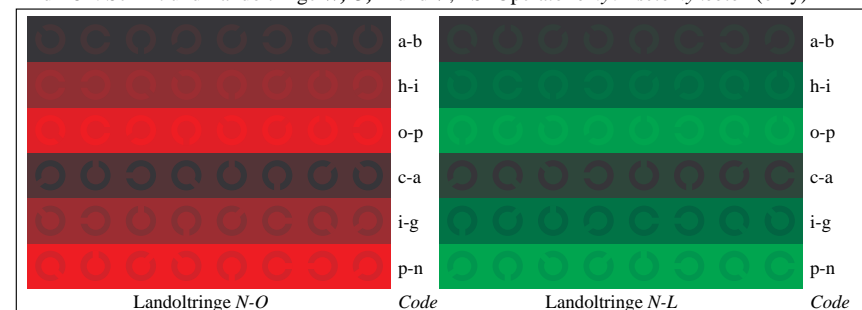 a-b a-b
h-i h-i
o-p o-p
c-a c-a
i-g i-g
p-n p-n
Landoltringe N-O Code Landoltringe N-L Code